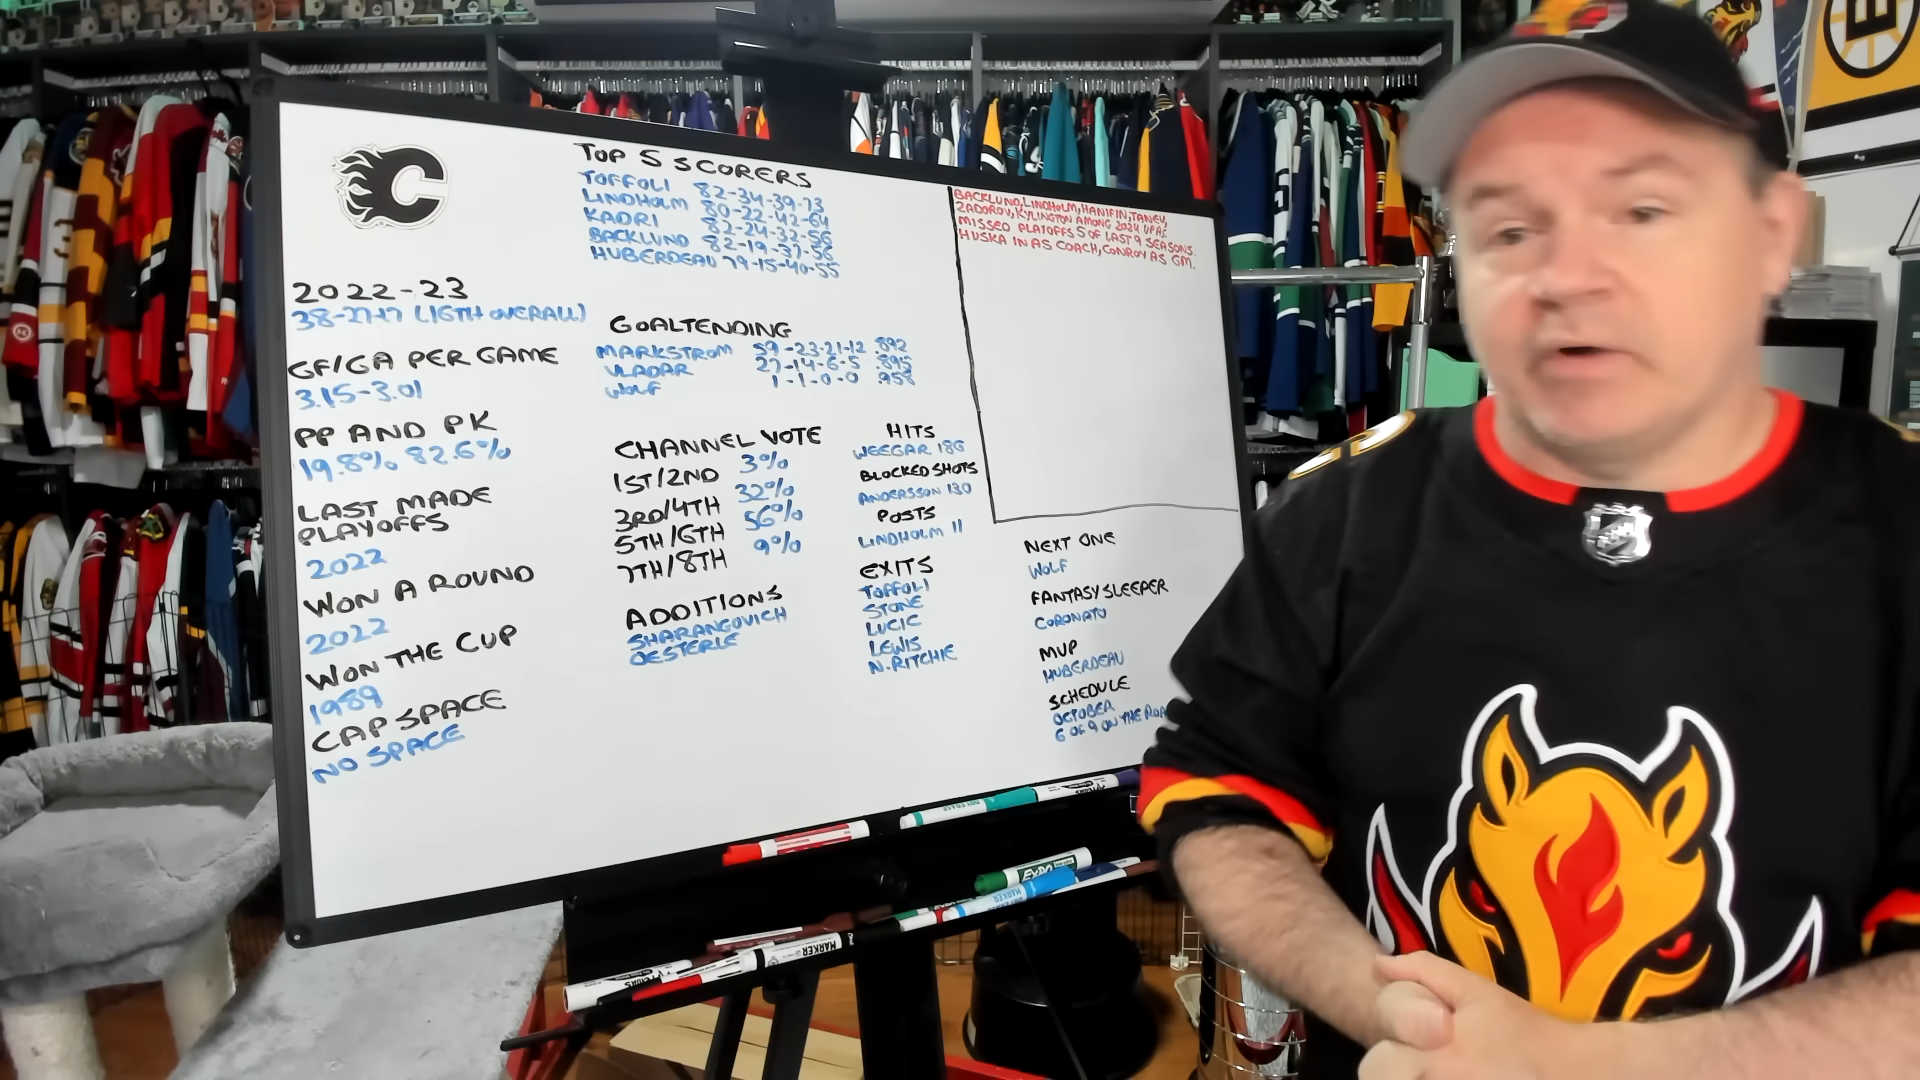 C
TOP 5 SCORERS
TOFFOLI 82-34-39-73
LINDHOLM 80-22-42-64
KADRI 82-24-32-56
BACKLUND 82-19-37-56
HUBERDEAU 79-15-40-55
2022-23
38-27-17 (16TH OVERALL)
GF/GA PER GAME
3.15-3.01
PP AND PK
19.8% 82.6%
LAST MADE
PLAYOFFS
2022
WON A ROUND
2022
WON THE CUP
1989
CAP SPACE
NO SPACE
GOALTENDING
MARKSTROM 59-23-21-12 .892
VLADAR 27-14-6-5 .895
WOLF 1-1-0-0 .958
CHANNEL VOTE
1ST/2ND 3%
3RD/4TH 32%
5TH/6TH 56%
7TH/8TH 9%
ADDITIONS
SHARANGOVICH
OESTERLE
HITS
WEEGAR 186
BLOCKED SHOTS
ANDERSSON 130
POSTS
LINDHOLM 11
EXITS
TOFFOLI
STONE
LUCIC
LEWIS
N.RITCHIE
BACKLUND, LINDHOLM, HANIFIN, TANEV,
ZADOROV, KYLINGTON AMONG 2024 UFAS
MISSED PLAYOFFS 5 OF LAST 9 SEASONS.
HUSKA IN AS COACH, CONROY AS GM.
NEXT ONE
WOLF
FANTASY SLEEPER
CORONATO
MVP
HUBERDEAU
SCHEDULE
OCTOBER
6 OF 9 ON THE ROA
EXPO
MARKER
MARKER
NHL